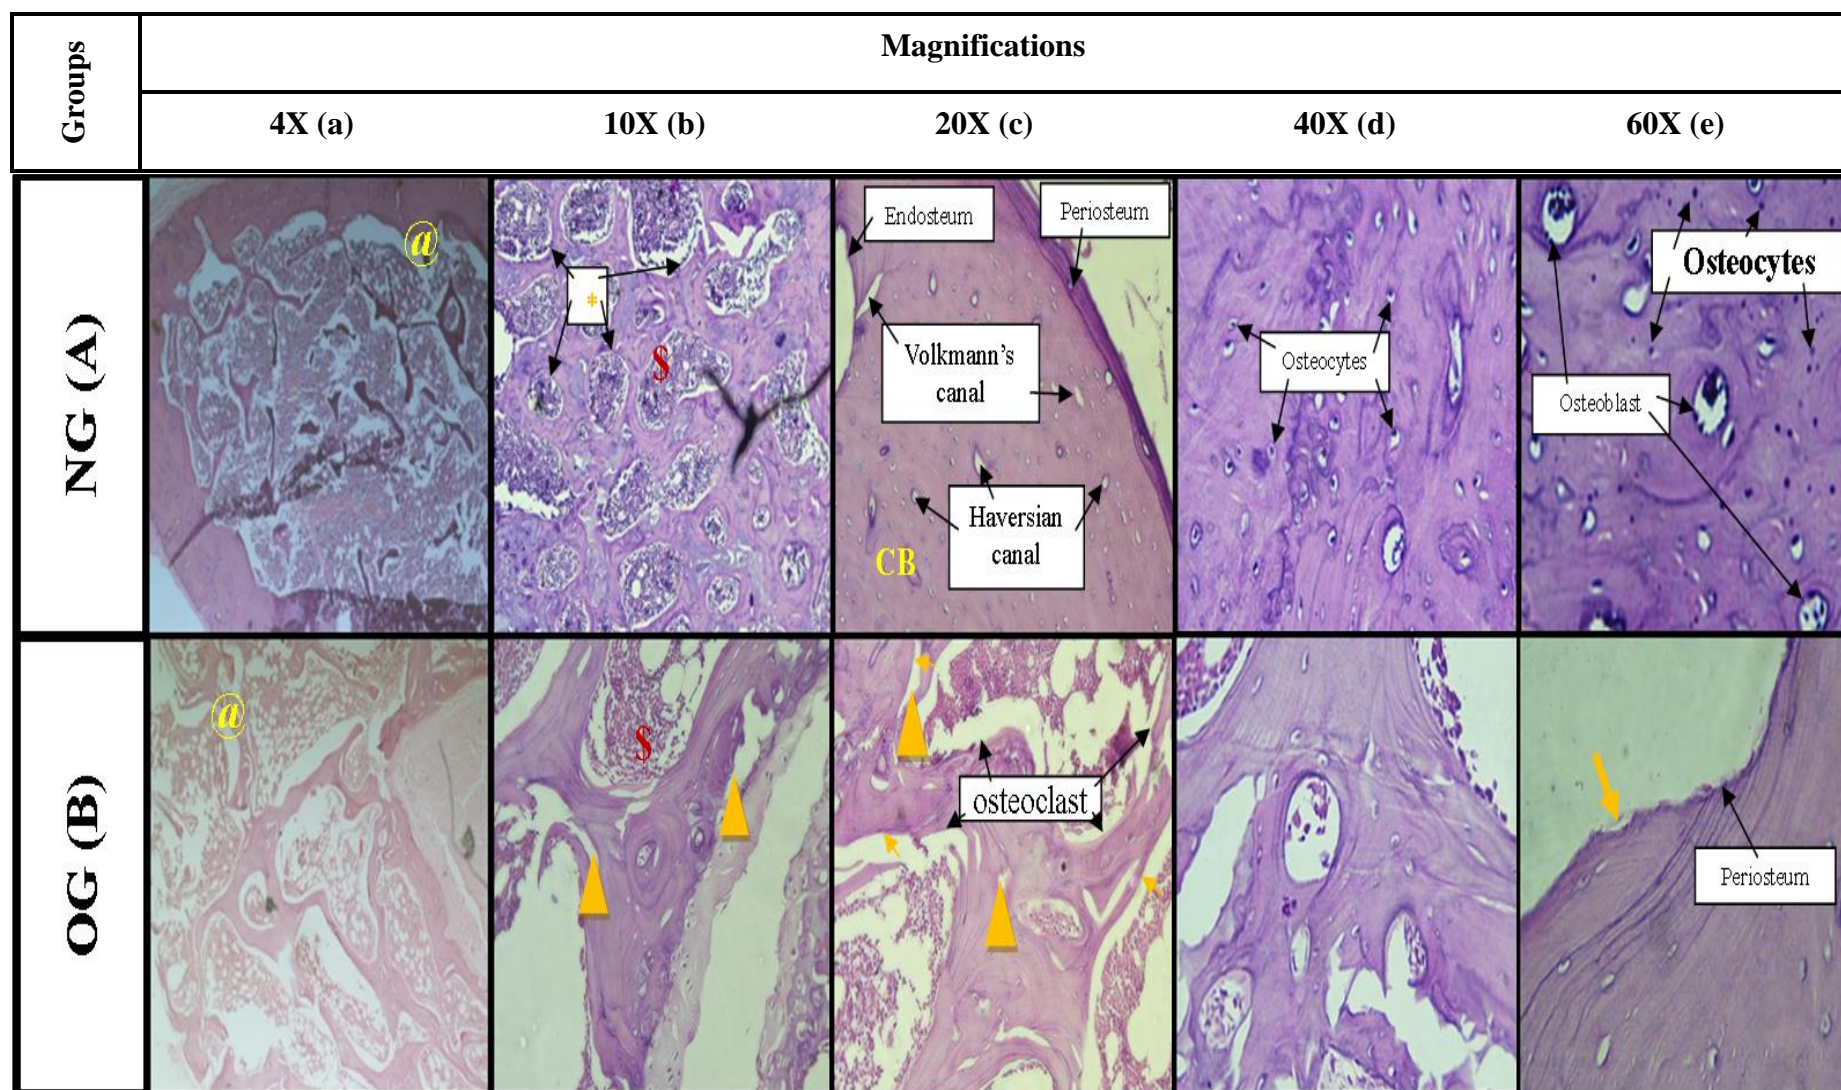 Groups
Magnifications
4X (a)
10X (b)
20X (c)
40X (d)
60X (e)
NG (A)
@
*
$
Endosteum
Periosteum
Volkmann's
canal
Haversian
canal
CB
Osteocytes
Osteocytes
Osteoblast
OG (B)
@
$
osteoclast
Periosteum